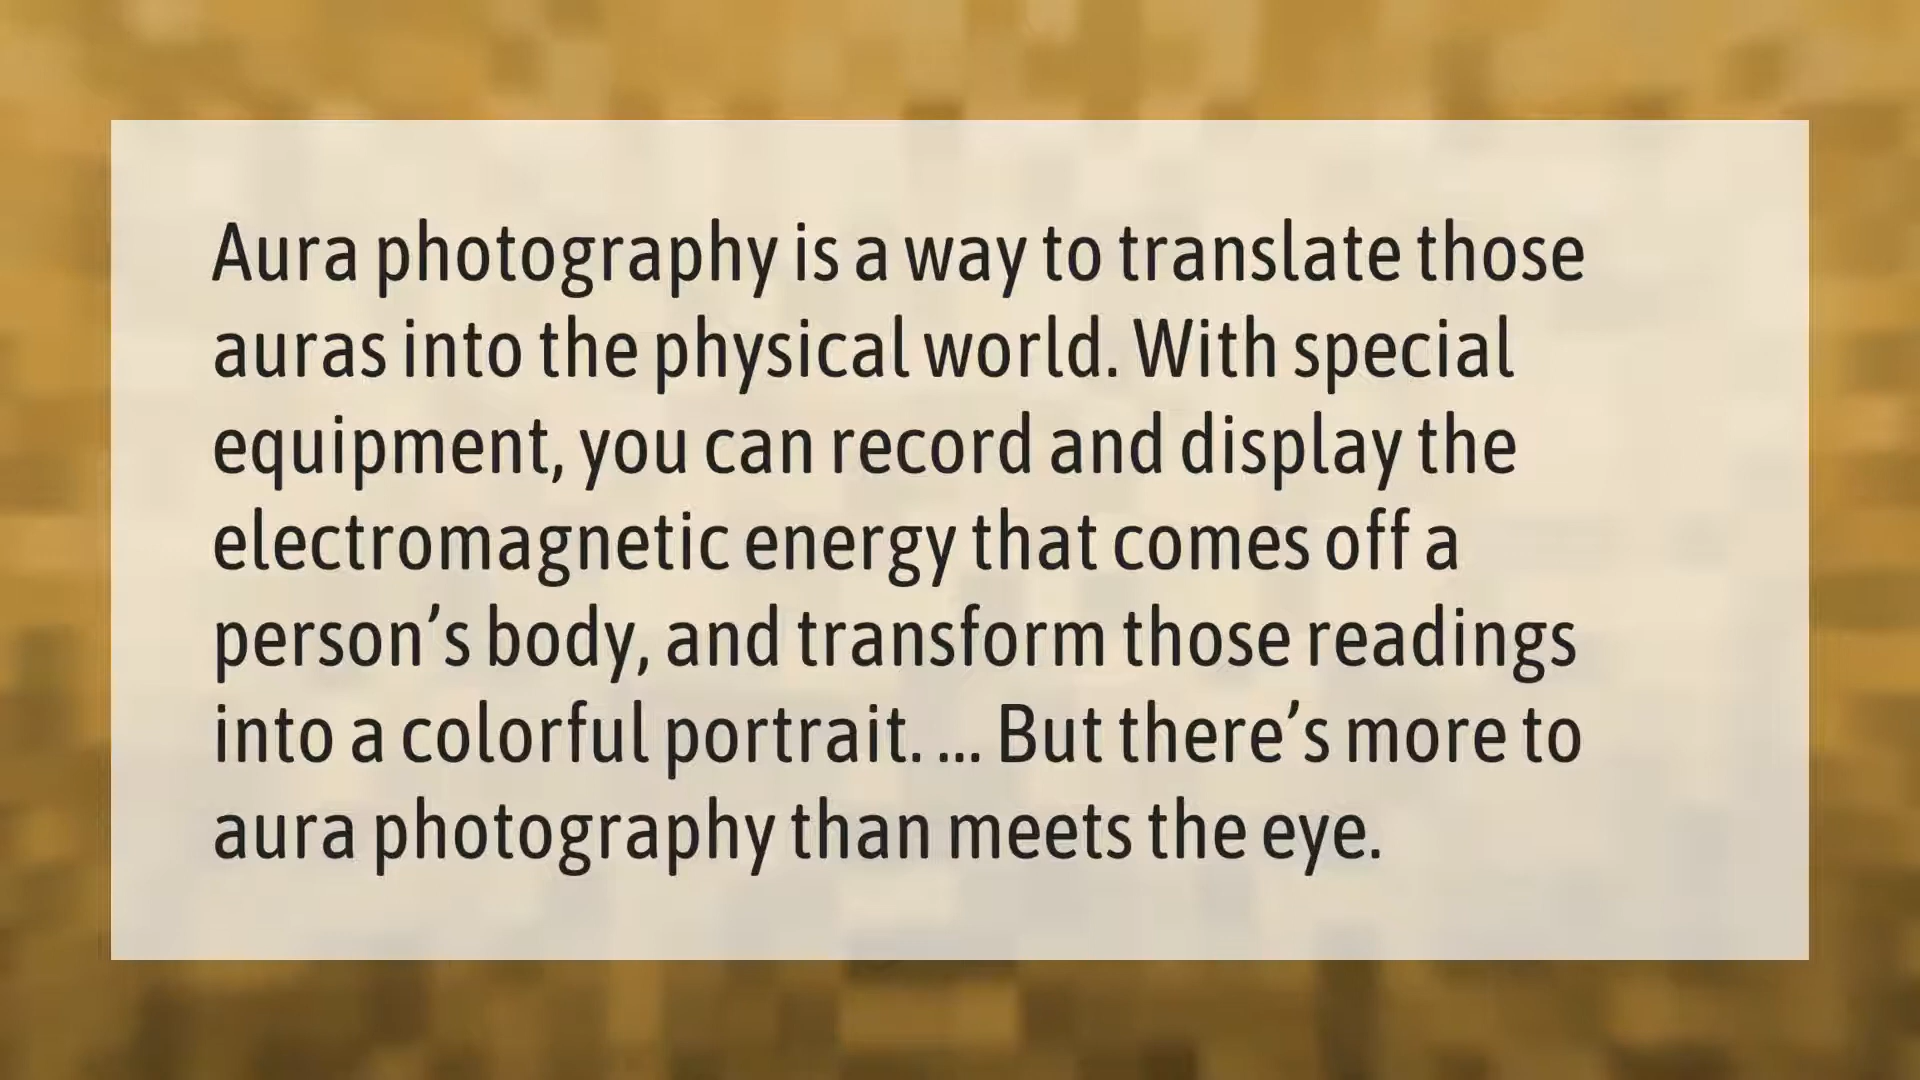 Aura photography is a way to translate those
auras into the physical world. With special
equipment, you can record and display the
electromagnetic energy that comes off a
person’s body, and transform those readings
into a colorful portrait. ... But there’s more to
aura photography than meets the eye.